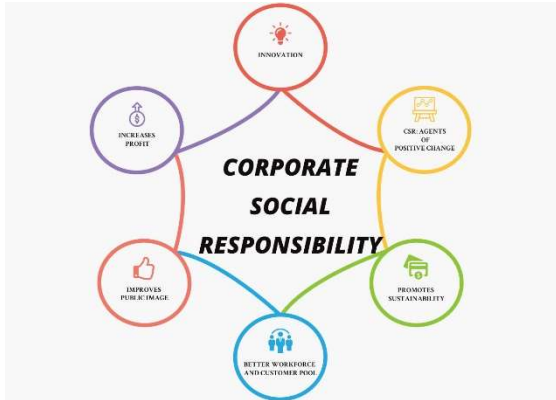 INNOVATION
INCREASES
PROFIT
CSR: AGENTS
OF
POSITIVE CHANGE
CORPORATE
SOCIAL
RESPONSIBILITY
IMPROVES
PUBLIC IMAGE
PROMOTES
SUSTAINABILITY
BETTER WORKFORCE
AND CUSTOMER POOL